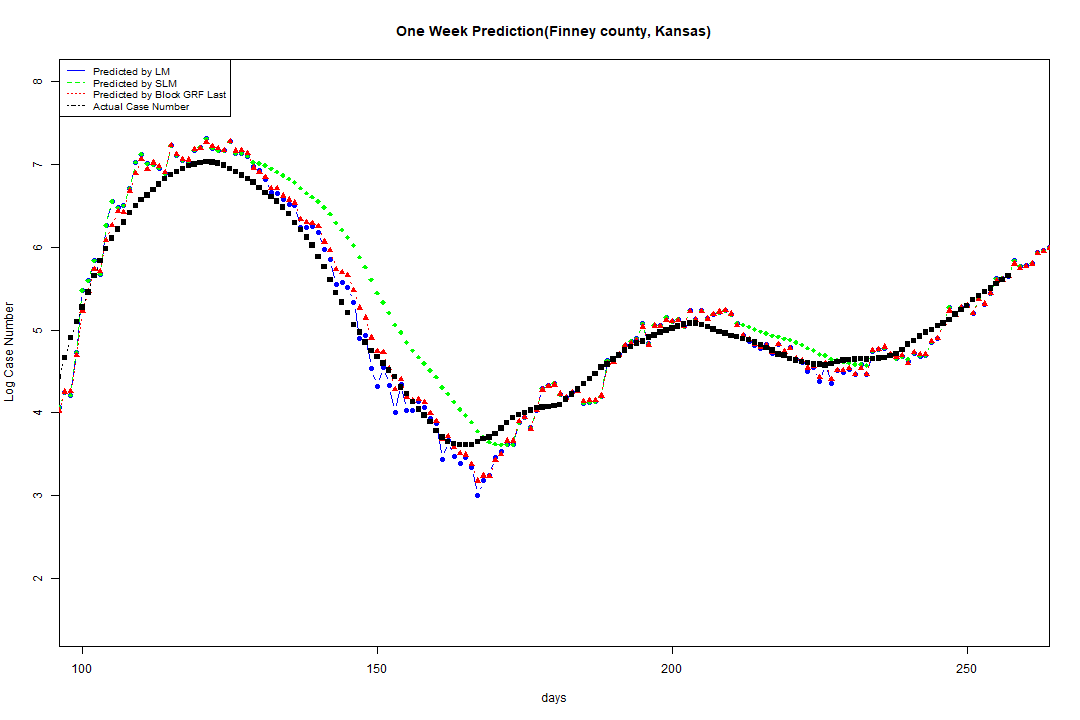 One Week Prediction(Finney county, Kansas)
Predicted by LM
Predicted by SLM
Predicted by Block GRF Last
Actual Case Number
Log Case Number
8
7
6
5
4
3
2
100 150 200 250
days